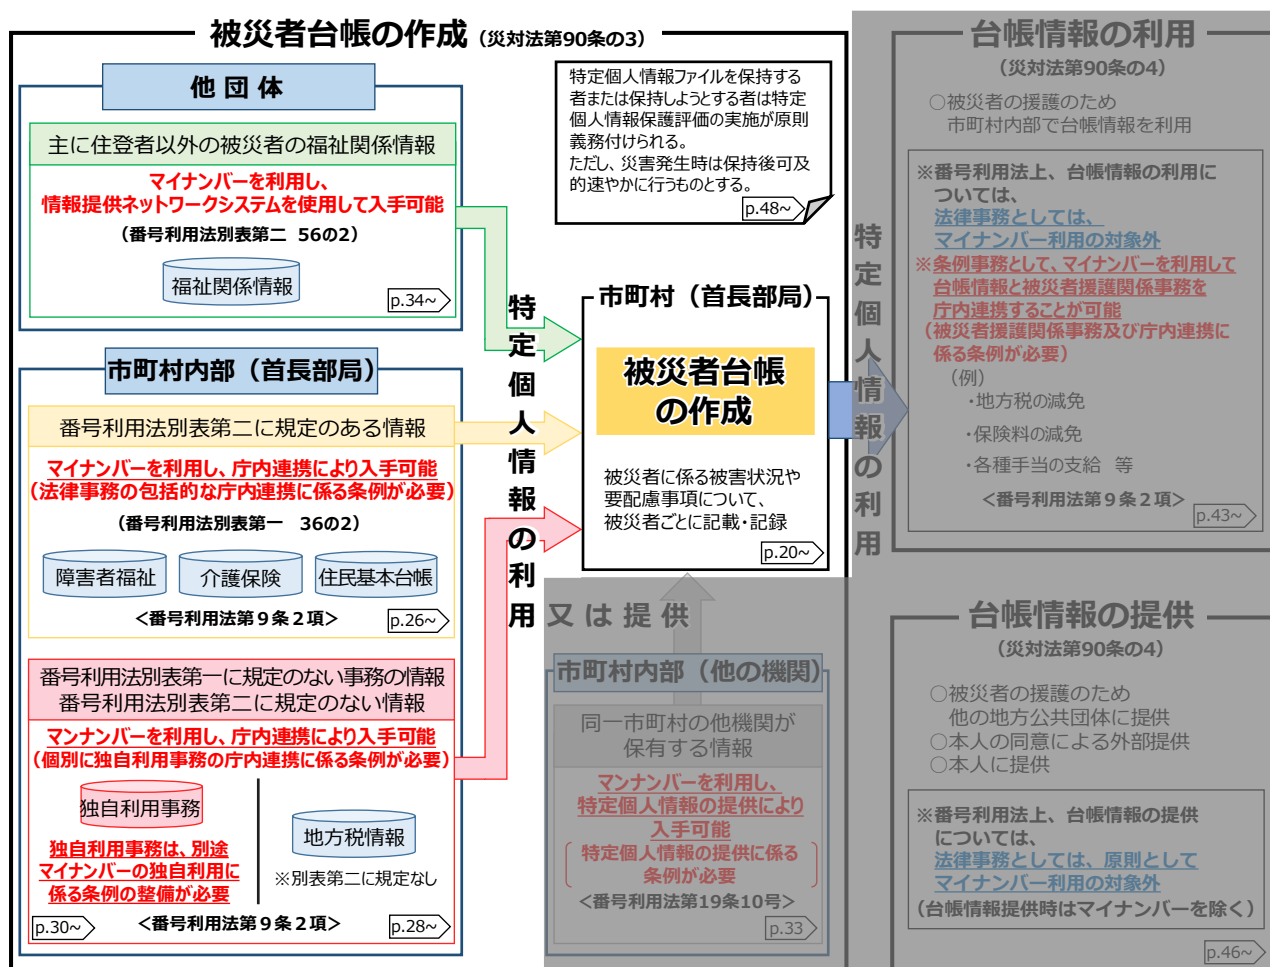 被災者台帳の作成(災対法第90条の3)
他団体
主に住登者以外の被災者の福祉関係情報
マイナンバーを利用し、
情報提供ネットワークシステムを使用して入手可能
(番号利用法別表第二 56の2)
福祉関係情報
p.34~
特定個人情報ファイルを保持する
者または保持しようとする者は特定
個人情報保護評価の実施が原則
義務付けられる。
ただし、災害発生時は保持後可及
的速やかに行うものとする。
p.48~
市町村内部(首長部局)
番号利用法別表第二に規定のある情報
マイナンバーを利用し、庁内連携により入手可能
(法律事務の包括的な庁内連携に係る条例が必要)
(番号利用法別表第一 36の2)
障害者福祉
介護保険
住民基本台帳
<番号利用法第9条2項>
p.26~
番号利用法別表第一に規定のない事務の情報
番号利用法別表第二に規定のない情報
マンナンバーを利用し、庁内連携により入手可能
(個別に独自利用事務の庁内連携に係る条例が必要)
独自利用事務
独自利用事務は、別途
マイナンバーの独自利用に
係る条例の整備が必要
地方税情報
※別表第二に規定なし
p.30~
<番号利用法第9条2項>
p.28~
特定個人情報の利用
又は提供
市町村(首長部局)
被災者台帳
の作成
被災者に係る被害状況や
要配慮事項について、
被災者ごとに記載・記録
p.20~
市町村内部(他の機関)
同一市町村の他機関が
保有する情報
マンナンバーを利用し、
特定個人情報の提供により
入手可能
特定個人情報の提供に係る
条例が必要
<番号利用法第19条10号>
p.33
特定個人情報の利用
台帳情報の利用
(災対法第90条の4)
○被災者の援護のため
市町村内部で台帳情報を利用
※番号利用法上、台帳情報の利用に
ついては、
法律事務としては、
マイナンバー利用の対象外
※条例事務として、マイナンバーを利用して
台帳情報と被災者援護関係事務を
庁内連携することが可能
(被災者援護関係事務及び庁内連携に
係る条例が必要)
(例)
・地方税の減免
・保険料の減免
・各種手当の支給 等
<番号利用法第9条2項>
p.43~
台帳情報の提供
(災対法第90条の4)
○被災者の援護のため
他の地方公共団体に提供
○本人の同意による外部提供
○本人に提供
※番号利用法上、台帳情報の提供
については、
法律事務としては、原則として
マイナンバー利用の対象外
(台帳情報提供時はマイナンバーを除く)
p.46~